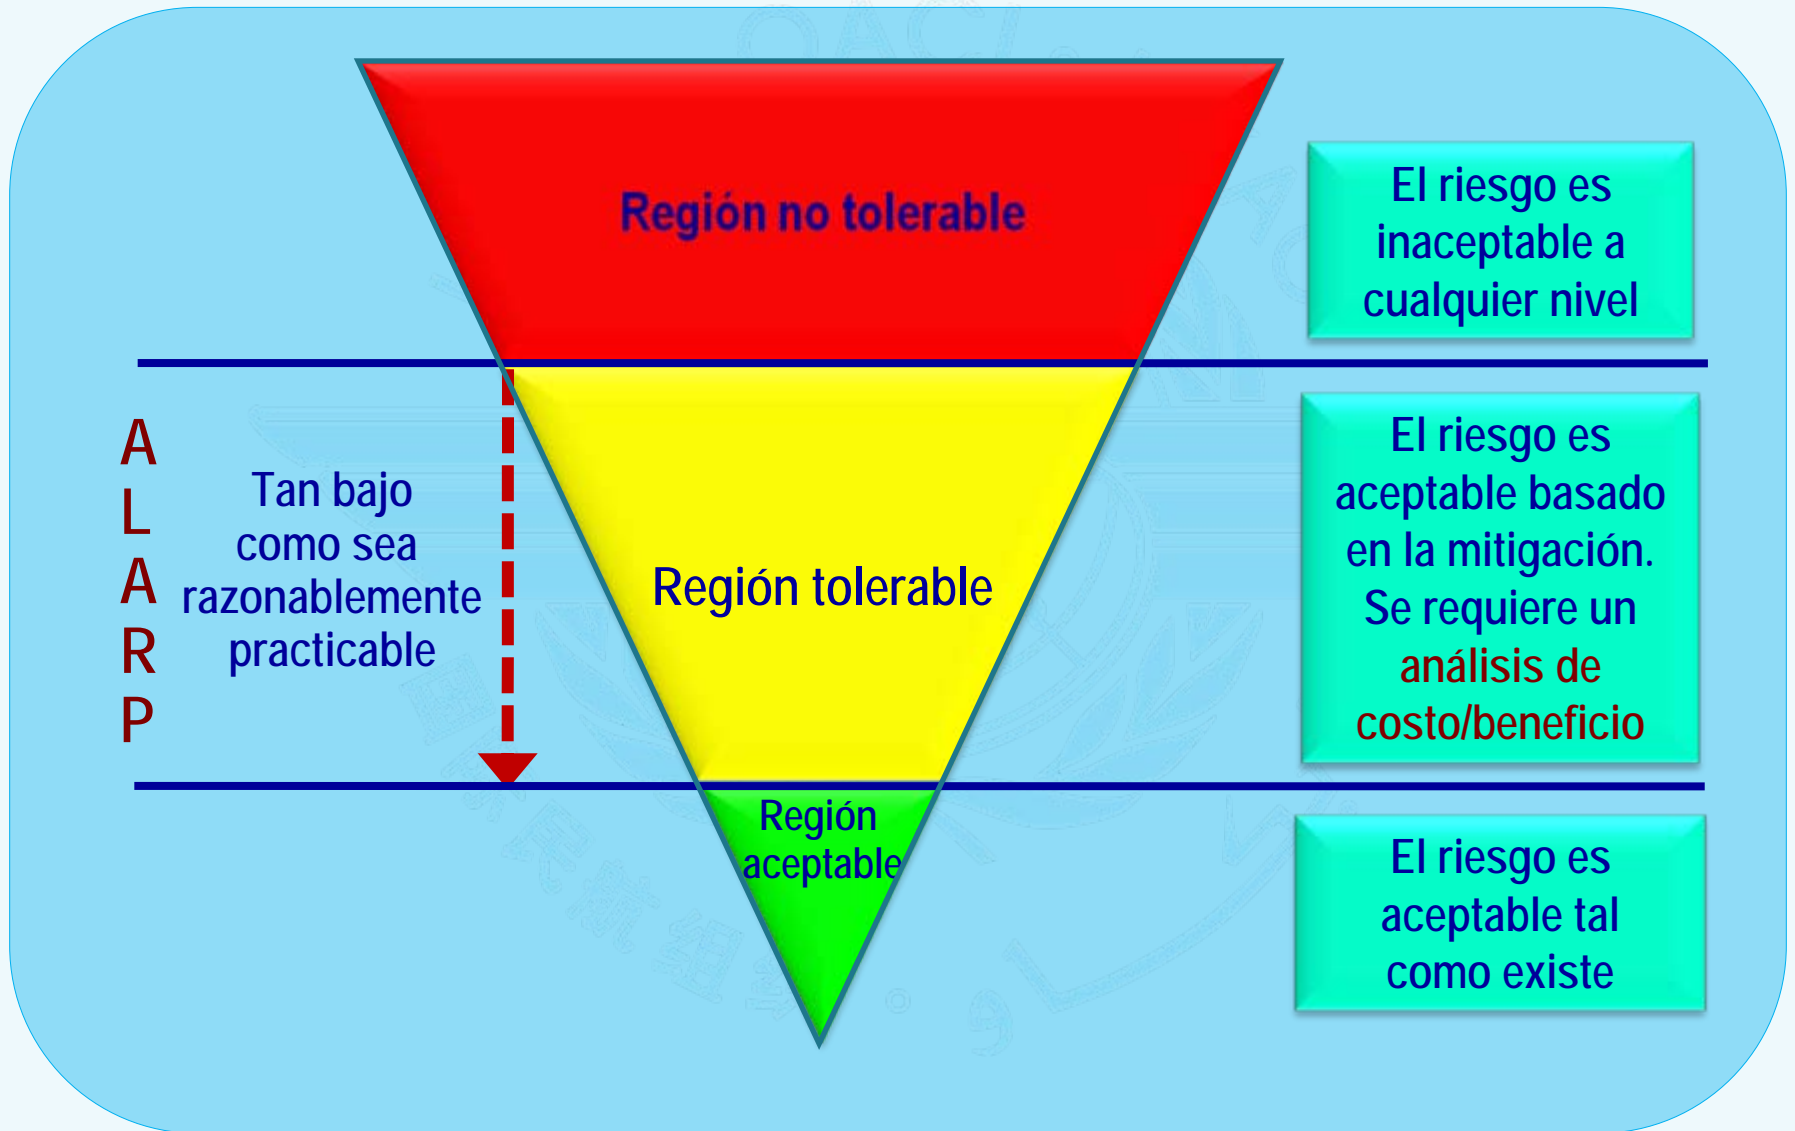 Región no tolerable
El riesgo es
inaceptable a
cualquier nivel
A
L
A
R
P
Tan bajo
como sea
razonablemente
practicable
Región tolerable
El riesgo es
aceptable basado
en la mitigación.
Se requiere un
análisis de
costo/beneficio
Región
aceptable
El riesgo es
aceptable tal
como existe